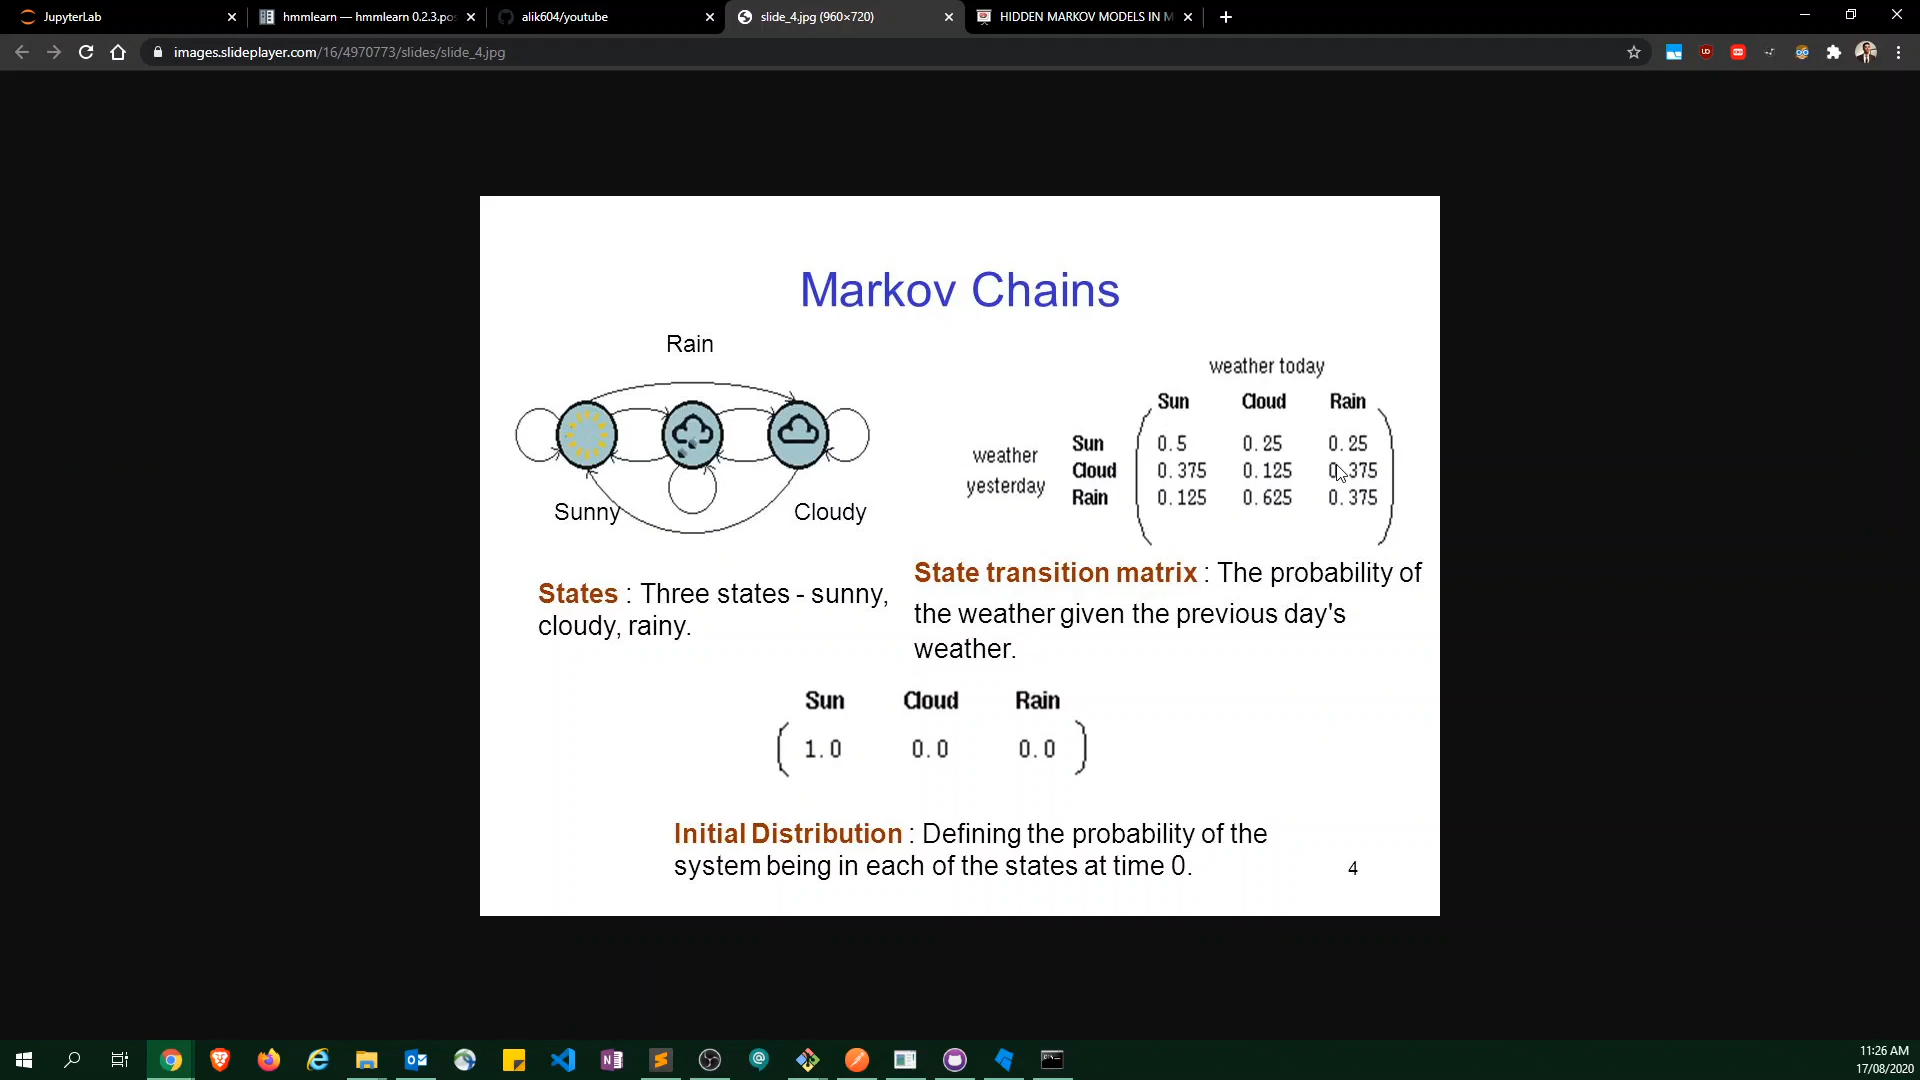 JupyterLab
hmmlearn — hmmlearn 0.2.3.pos
alik604/youtube
slide_4.jpg (960×720)
HIDDEN MARKOV MODELS IN M
images.slideplayer.com/16/4970773/slides/slide_4.jpg
Markov Chains
Rain
Sunny
Cloudy
weather today
Sun Cloud Rain
weather yesterday
Sun 0.5 0.25 0.25
Cloud 0.375 0.125 0.375
Rain 0.125 0.625 0.375
States : Three states - sunny,
cloudy, rainy.
State transition matrix : The probability of
the weather given the previous day's
weather.
Sun Cloud Rain
1.0 0.0 0.0
Initial Distribution : Defining the probability of the
system being in each of the states at time 0.
4
11:26 AM
17/08/2020